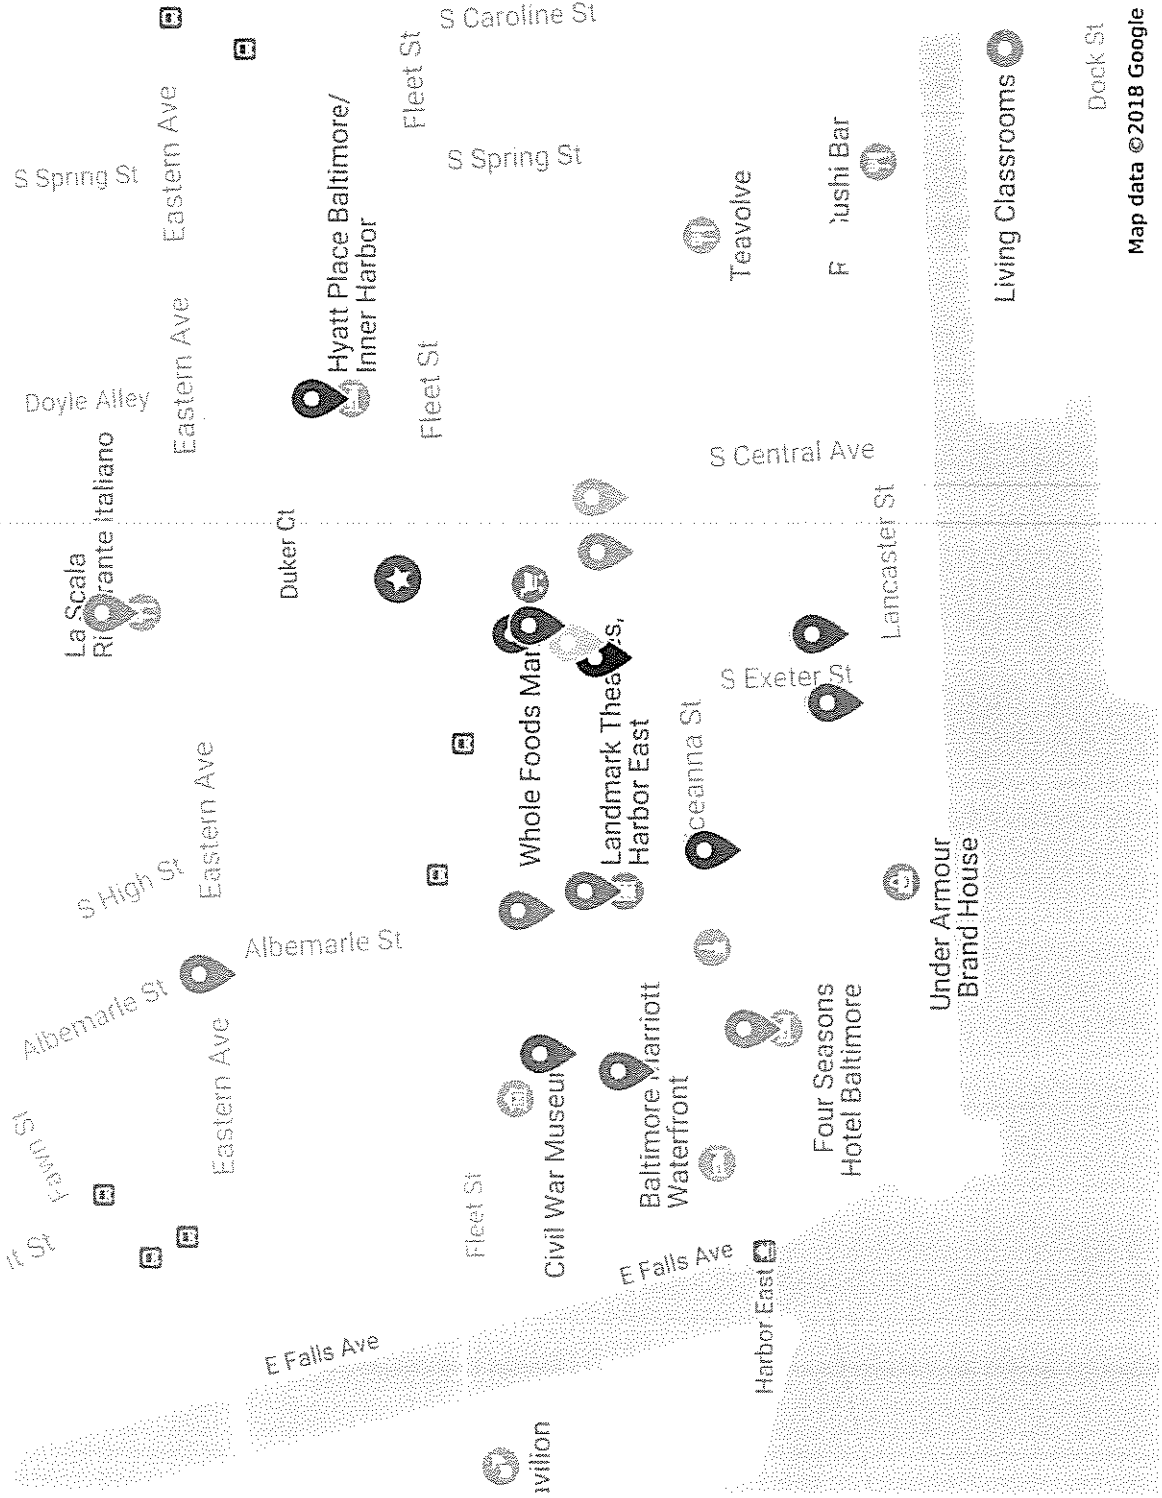 Fawn St
Albemarle St
S High St
La Scala
Doyle Alley
S Spring St
Eastern Ave
Eastern Ave
Eastern Ave
Eastern Ave
E Falls Ave
Albemarle St
Duker Ct
Hyatt Place Baltimore/
Inner Harbor
Fleet St
Fleet St
Fleet St
S Spring St
S Caroline St
Civil War
Whole Foods
Baltimore
Waterfront
Landmark
Harbor East
E Falls Ave
Harbor East
Four Seasons
Hotel Baltimore
S Exeter St
S Central Ave
Teavolve
Bar
Lancaster St
Under Armour
Brand House
Living Classrooms
Dock St
Map data ©2018 Google